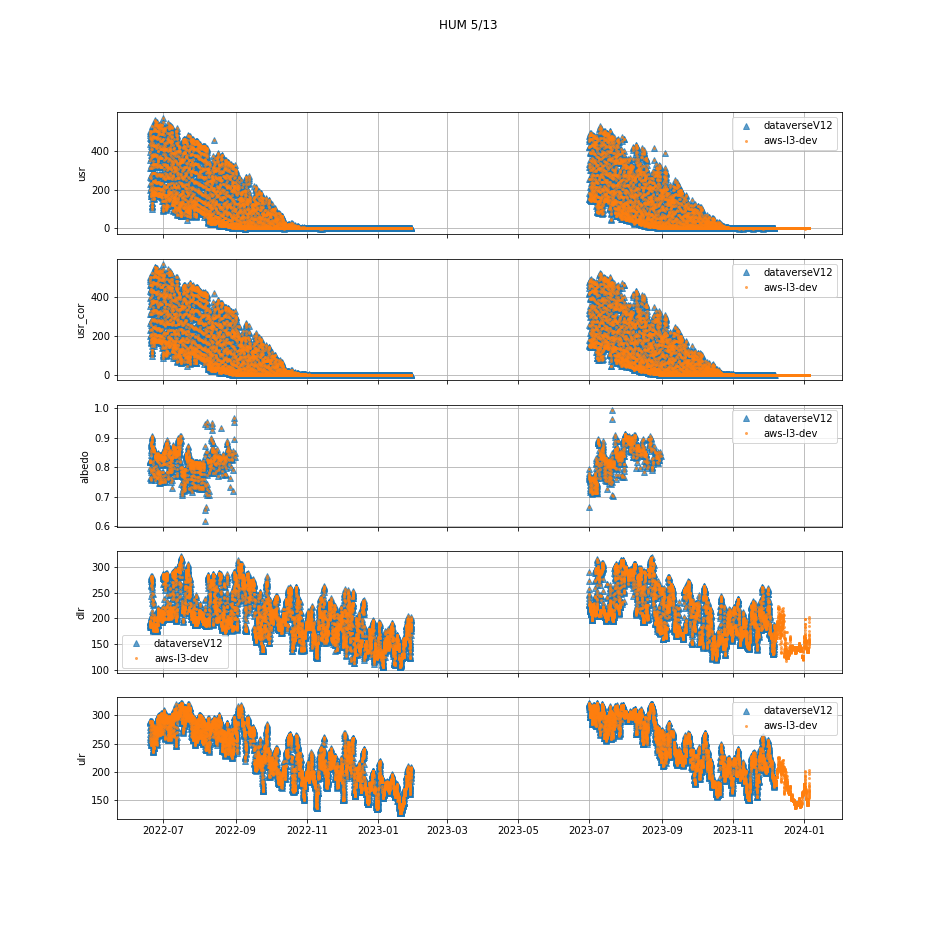 HUM 5/13
400
200
0
usr
dataverseV12
aws-l3-dev
400
200
0
usr_cor
dataverseV12
aws-l3-dev
1.0
0.9
0.8
0.7
0.6
albedo
dataverseV12
aws-l3-dev
300
250
200
150
100
dlr
dataverseV12
aws-l3-dev
300
250
200
150
ulr
dataverseV12
aws-l3-dev
2022-07 2022-09 2022-11 2023-01 2023-03 2023-05 2023-07 2023-09 2023-11 2024-01